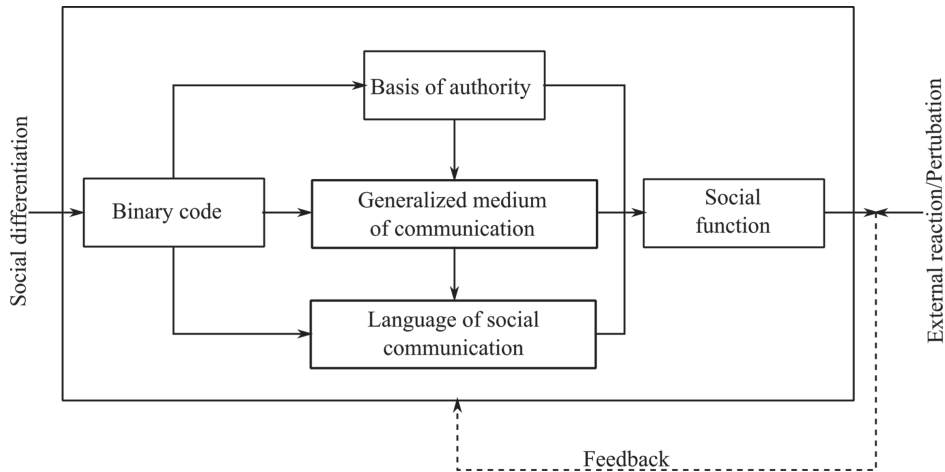 Basis of authority
Social differentiation
Binary code
Generalized medium
of communication
Social
function
External reaction/Pertubation
Language of social
communication
Feedback